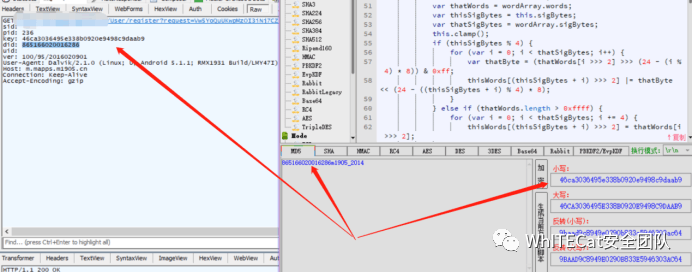 Headers
TextView
SyntaxView
WebForms
HexView
Auth
Cookies
Raw
GET
/user/register?request=
sid:
pid: 236
key: 46ca3036495e338b0920e9498c9daab9
did: 865166020016286
uid:
ver: 100/95/2016020901
User-Agent: Dalvik/2.1.0 (Linux; U; Android 5.1.1; RMX1931 Build/LMY47I)
Host: m.mapps.m1905.cn
Connection: Keep-Alive
Accept-Encoding: gzip
Find... (press Ctrl+Enter to highlight all)
Transformer
Headers
TextView
SyntaxView
ImageView
HexView
WebView
HTTP/1.1 200 OK
SHA3
SHA224
SHA256
SHA384
SHA512
Ripemd160
HMAC
PBKDF2
EvpKDF
Rabbit
RabbitLegacy
Base64
RC4
AES
DES
TripleDES
Mode
52
53
54
55
56
57
58
59
60
61
62
var thatWords = wordArray.words;
var thisSigBytes = this.sigBytes;
var thatSigBytes = wordArray.sigBytes;
this.clamp();
if (thisSigBytes % 4) {
for (var i = 0; i < thatSigBytes; i++) {
var thatByte = (thatWords[i >>> 2] >>> (24 - (i %
4) * 8)) & 0xff;
thisWords[(thisSigBytes + i) >>> 2] |= thatByte
<< (24 - ((thisSigBytes + i) % 4) * 8);
}
} else if (thatWords.length > 0xffff) {
for (var i = 0; i < thatSigBytes; i += 4) {
thisWords[(thisSigBytes + i) >>> 2] = thatWords[i
>>> 2];
MD5
SHA
HMAC
RC4
AES
DES
3DES
Base64
Rabbit
PBKDF2/EvpKDF
换行模式:
\r\n
865166020016286m1905_2014
加
密
小写:
46ca3036495e338b0920e9498c9daab9
大写:
46CA3036495E338B0920E9498C9DAAB9
反转(小写):
9baad9c8949e0290b833e5946303ac64
反转(大写):
9BAAD9C8949E0290B833E5946303AC64
WhITECat安全团队